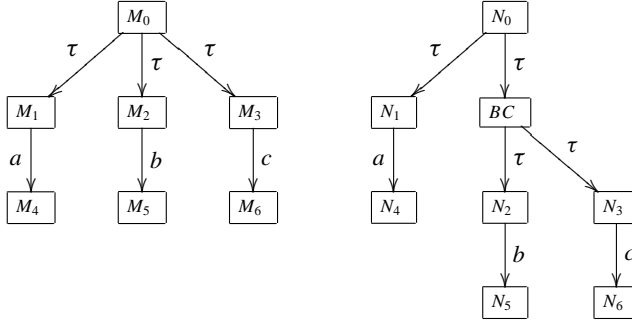 M₀ N₀
τ τ τ τ τ
M₁ M₂ M₃ N₁ BC
a b c a τ τ
M₄ M₅ M₆ N₄ N₂ N₃
b c
N₅ N₆